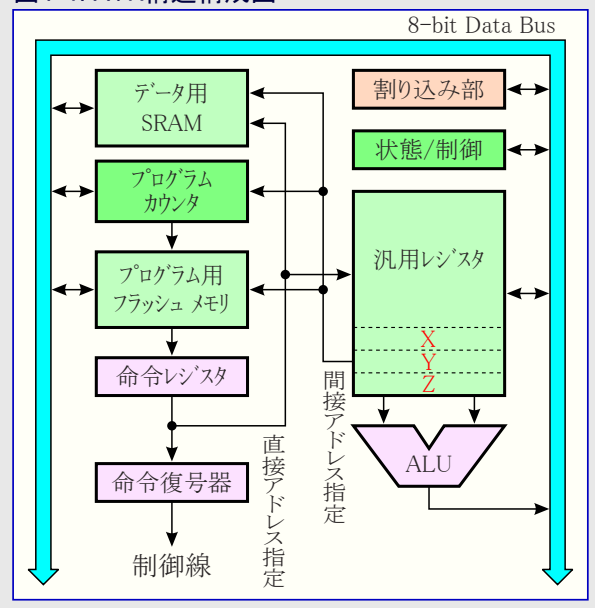 8-bit Data Bus
データ用
SRAM
割り込み部
状態/制御
プログラム
カウンタ
汎用レジスタ
プログラム用
フラッシュ メモリ
X
Y
Z
命令レジスタ
間接アドレス指定
直接アドレス指定
ALU
命令復号器
制御線